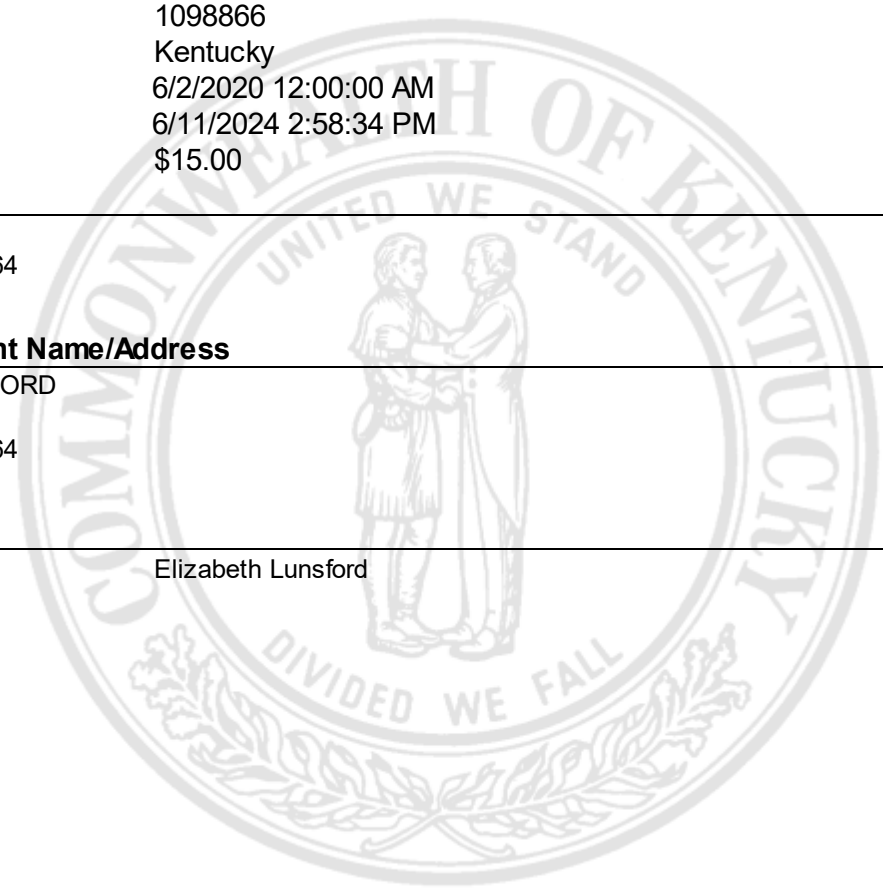 1098866
Kentucky
6/2/2020 12:00:00 AM
6/11/2024 2:58:34 PM
$15.00
COMMONWEALTH OF KENTUCKY
UNITED WE STAND
64
nt Name/Address
ORD
64
Elizabeth Lunsford
DIVIDED WE FALL